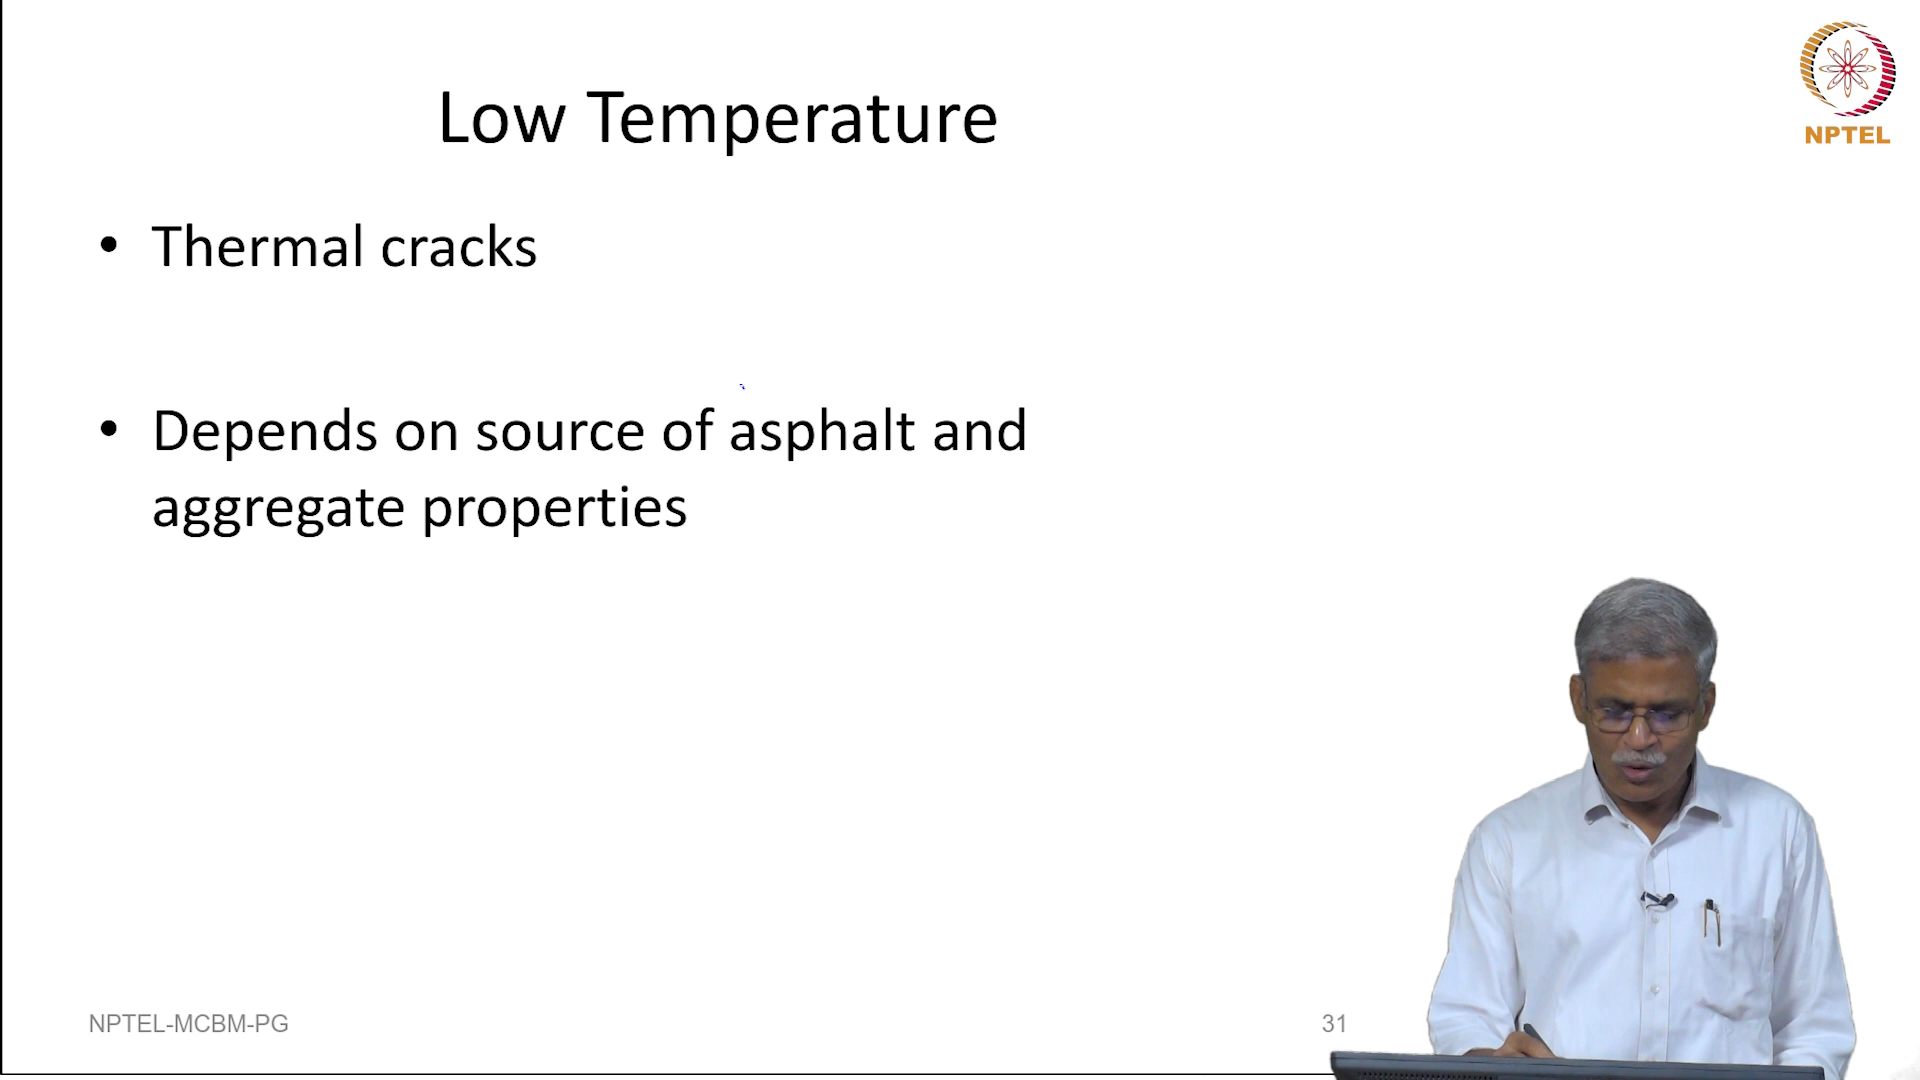 NPTEL
Low Temperature
• Thermal cracks
• Depends on source of asphalt and
aggregate properties
NPTEL-MCBM-PG
31